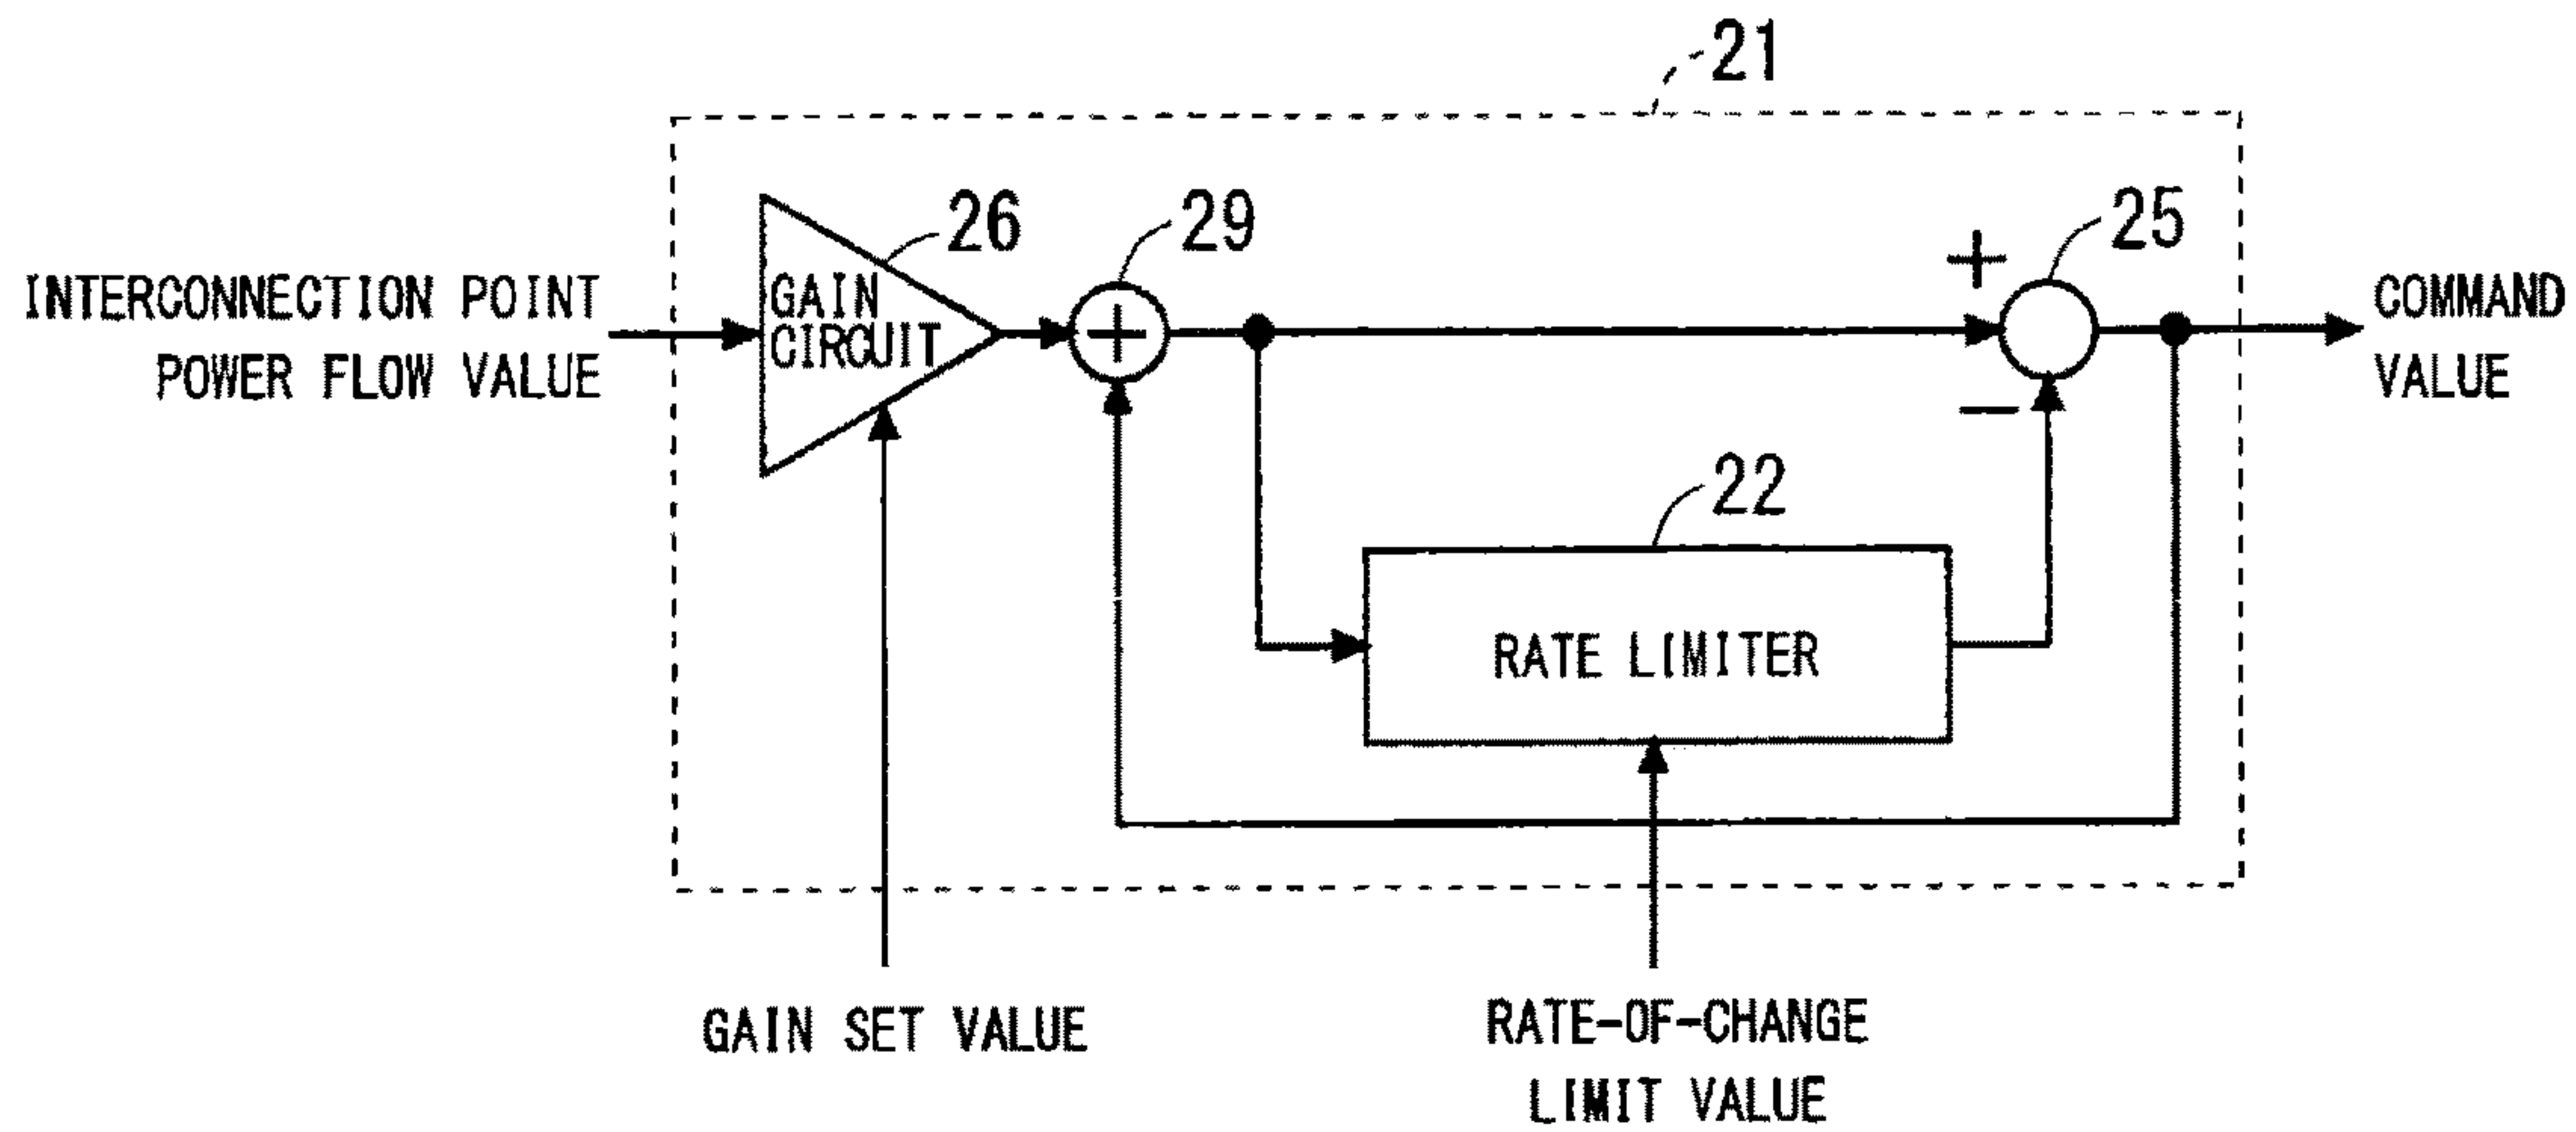 21
26
29
25
INTERCONNECTION POINT
POWER FLOW VALUE
GAIN
CIRCUIT
+
+
−
COMMAND
VALUE
22
RATE LIMITER
GAIN SET VALUE
RATE-OF-CHANGE
LIMIT VALUE